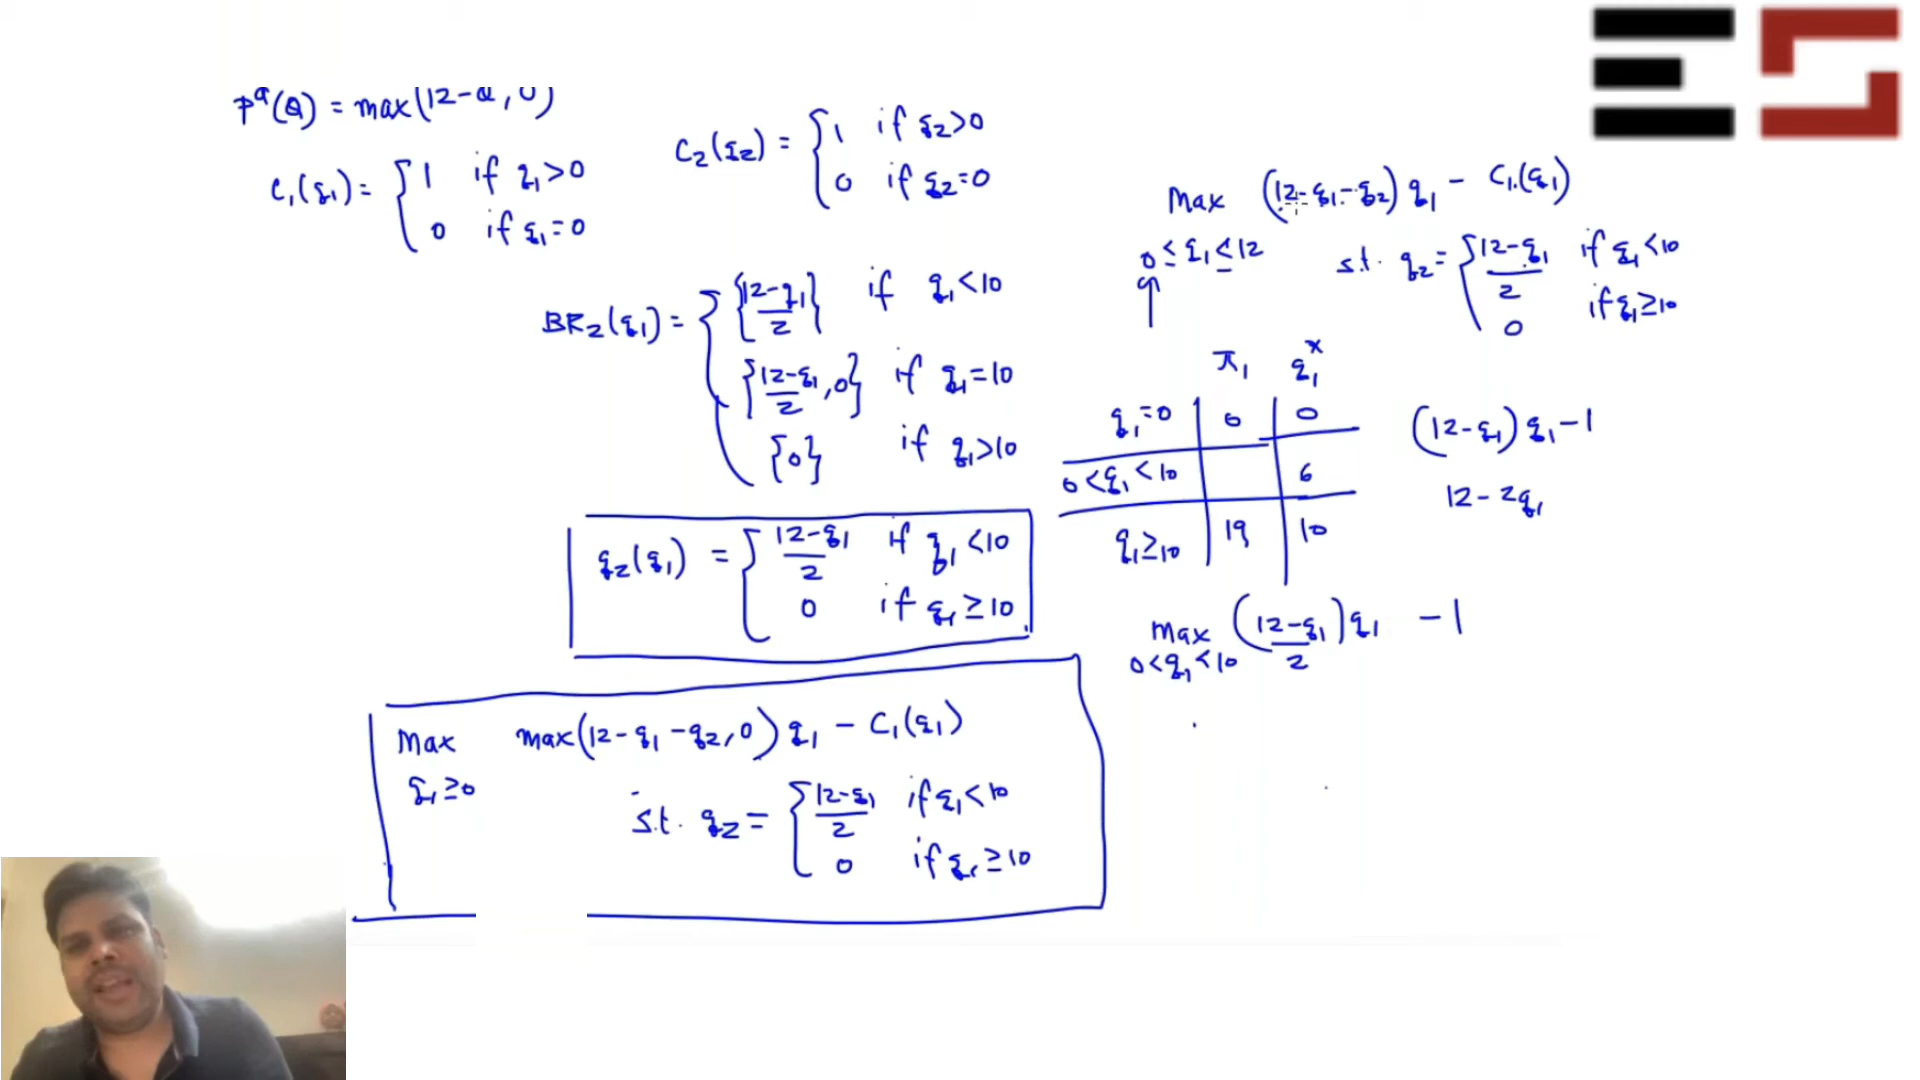 P^d(Q) = max(12-Q, 0)
C₁(q₁) = { 1 if q₁>0
0 if q₁=0
C₂(q₂) = { 1 if q₂>0
0 if q₂=0
BR₂(q₁) = { {(12-q₁)/2} if q₁<10
{(12-q₁)/2, 0} if q₁=10
{0} if q₁>10
q₂(q₁) = { (12-q₁)/2 if q₁<10
0 if q₁≥10
Max max(12-q₁-q₂, 0) q₁ - C₁(q₁)
q₁≥0
s.t. q₂ = { (12-q₁)/2 if q₁<10
0 if q₁≥10
Max (12-q₁-q₂) q₁ - C₁(q₁)
0≤q₁≤12
s.t. q₂ = { (12-q₁)/2 if q₁<10
0 if q₁≥10
π₁ q₁*
q₁=0 0 0
0<q₁<10 6
q₁≥10 19 10
(12-q₁) q₁-1
12-2q₁
max ((12-q₁)/2) q₁ - 1
0<q₁<10
ES